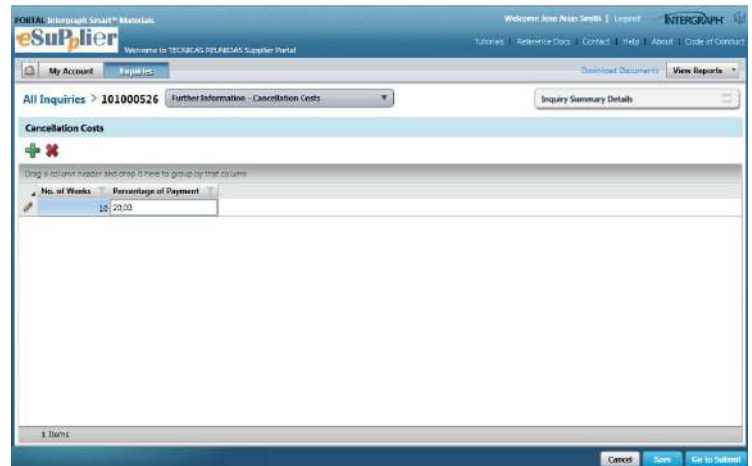 PORTAL Intergraph Smart® Materials
Welcome Jose Arias Smith | Logout
INTERGRAPH
eSuPplier
Welcome to TECNICAS REUNIDAS Supplier Portal
Tutorials | Reference Docs | Contact | Help | About | Code of Conduct
My Account
Inquiries
Download Documents
View Reports
All Inquiries > 101000526
Further Information - Cancellation Costs
Inquiry Summary Details
Cancellation Costs
Drag a column header and drop it here to group by that column
No. of Weeks
Percentage of Payment
10
20,00
1 Items
Cancel
Save
Go to Submit